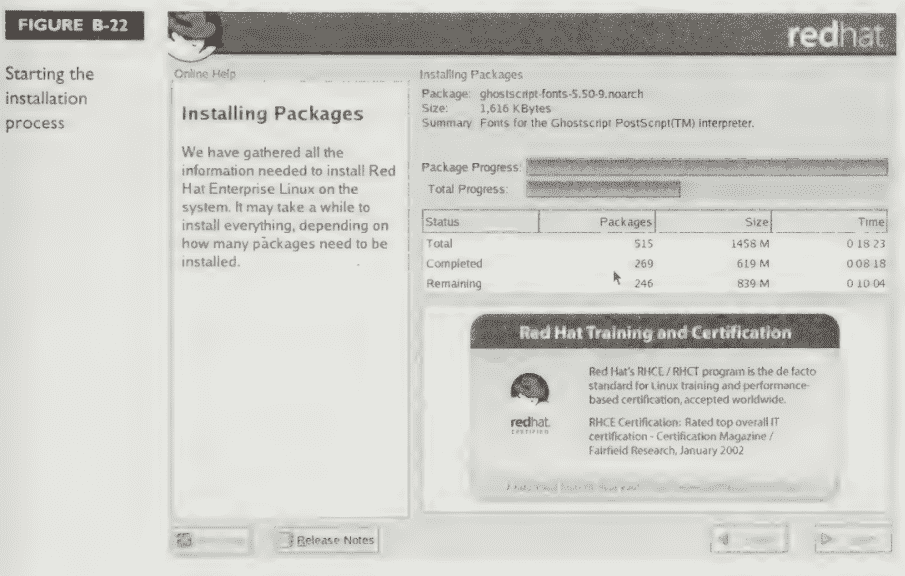 FIGURE B-22
Starting the
installation
process
redhat
Online Help
Installing Packages
We have gathered all the
information needed to install Red
Hat Enterprise Linux on the
system. It may take a while to
install everything, depending on
how many packages need to be
installed.
Installing Packages
Package: ghostscript-fonts-5.50-9.noarch
Size: 1,616 KBytes
Summary Fonts for the Ghostscript PostScript(TM) interpreter.
Package Progress:
Total Progress:
Status Packages Size Time
Total 515 1458 M 0 18 23
Completed 269 619 M 0 08 18
Remaining 246 839 M 0 10 04
Red Hat Training and Certification
Red Hat's RHCE / RHCT program is the de facto
standard for Linux training and performance-
based certification, accepted worldwide.
redhat.
CERTIFIED
RHCE Certification: Rated top overall IT
certification - Certification Magazine /
Fairfield Research, January 2002
Release Notes